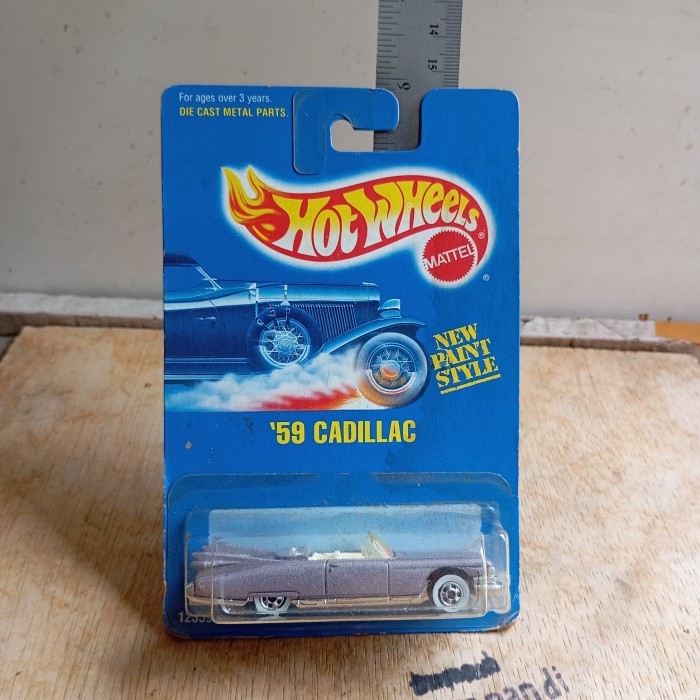 14
15
6
For ages over 3 years.
DIE CAST METAL PARTS.
HOT WHEELS®
MATTEL
®
NEW
PAINT
STYLE
'59 CADILLAC